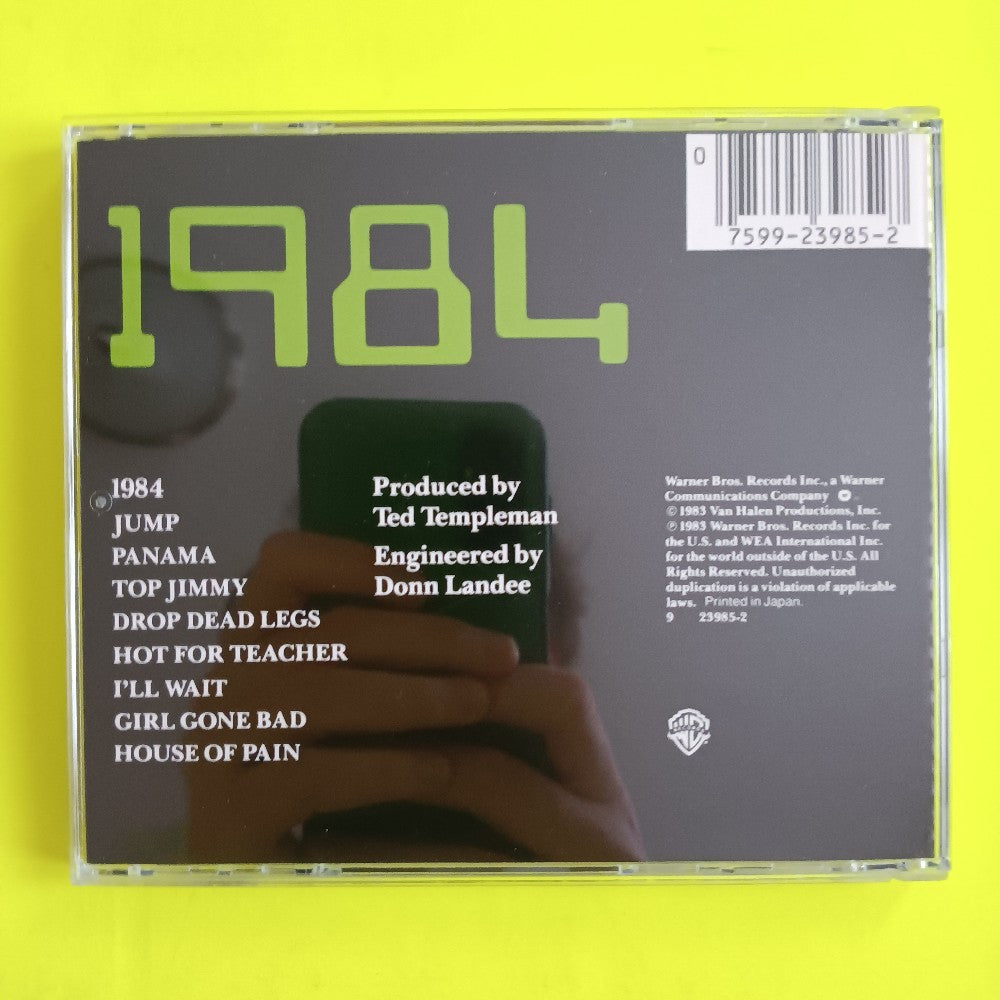 1984
0
7599-23985-2
1984
JUMP
PANAMA
TOP JIMMY
DROP DEAD LEGS
HOT FOR TEACHER
I'LL WAIT
GIRL GONE BAD
HOUSE OF PAIN
Produced by
Ted Templeman
Engineered by
Donn Landee
Warner Bros. Records Inc., a Warner
Communications Company
© 1983 Van Halen Productions, Inc.
℗ 1983 Warner Bros. Records Inc. for
the U.S. and WEA International Inc.
for the world outside of the U.S. All
Rights Reserved. Unauthorized
duplication is a violation of applicable
laws. Printed in Japan.
9 23985-2